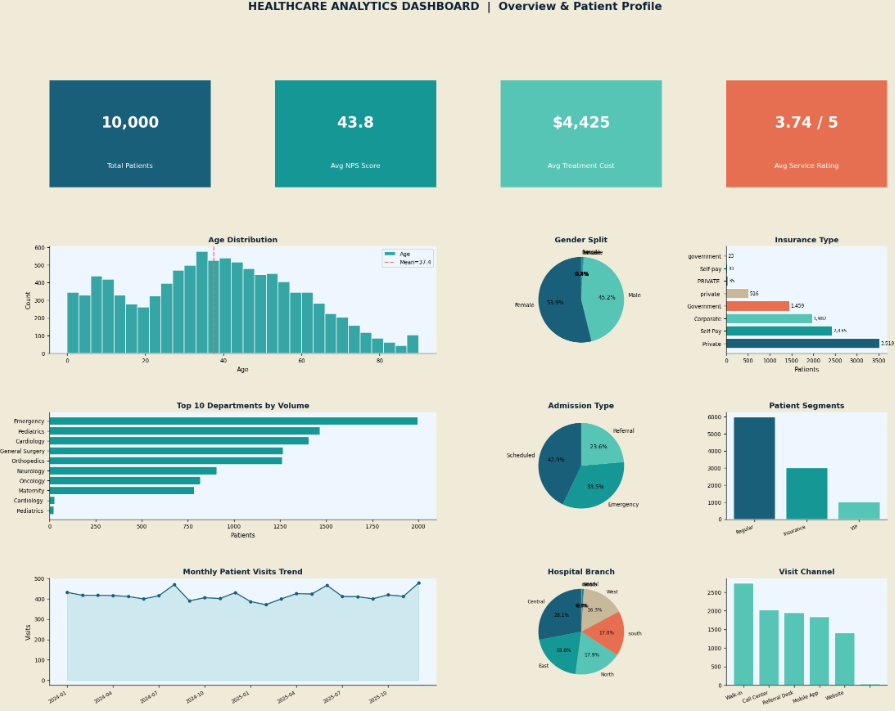 HEALTHCARE ANALYTICS DASHBOARD | Overview & Patient Profile
10,000
Total Patients
43.8
Avg NPS Score
$4,425
Avg Treatment Cost
3.74 / 5
Avg Service Rating
Age Distribution
Count
600
500
400
300
200
100
0
Age
Mean=37.4
0 20 40 60 80
Age
Gender Split
Female
53.9%
45.2%
Male
Insurance Type
government 23
Self-pay
PRIVATE 35
private 516
Government 1,459
Corporate
Self-Pay
Private 3,510
0 500 1000 1500 2000 2500 3000 3500
Patients
Top 10 Departments by Volume
Emergency
Pediatrics
Cardiology
General Surgery
Orthopedics
Neurology
Oncology
Maternity
Cardiology
Pediatrics
0 250 500 750 1000 1250 1500 1750 2000
Patients
Admission Type
Referral
23.6%
Scheduled
42.9%
33.5%
Emergency
Patient Segments
6000
5000
4000
3000
2000
1000
0
Regular Insurance VIP
Monthly Patient Visits Trend
Visits
500
400
300
200
100
0
2024-01 2024-04 2024-07 2024-10 2025-01 2025-04 2025-07 2025-10
Hospital Branch
West
16.3%
Central
south
17.0%
East
17.9%
North
Visit Channel
2500
2000
1500
1000
500
0
Walk-in Call Center Referral Desk Mobile App Website